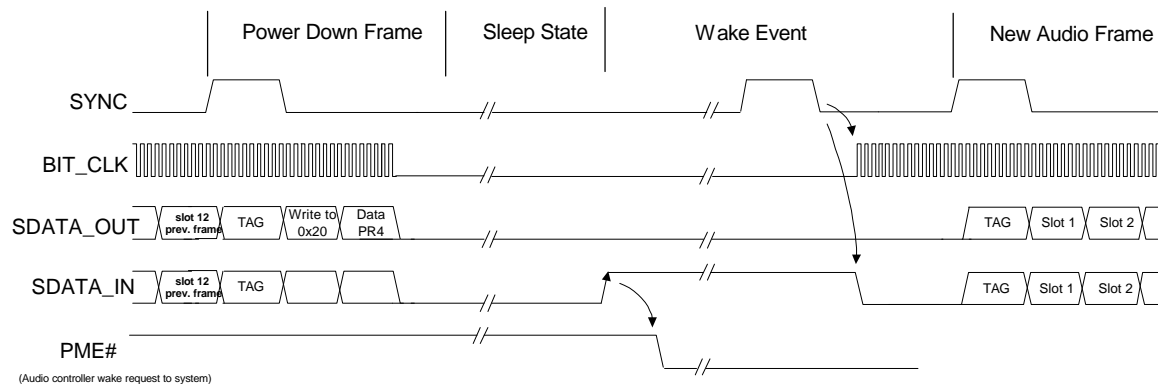 Power Down Frame
Sleep State
Wake Event
New Audio Frame
SYNC
BIT_CLK
SDATA_OUT
slot 12
prev. frame
TAG
Write to
0x20
Data
PR4
TAG
Slot 1
Slot 2
SDATA_IN
slot 12
prev. frame
TAG
TAG
Slot 1
Slot 2
PME#
(Audio controller wake request to system)